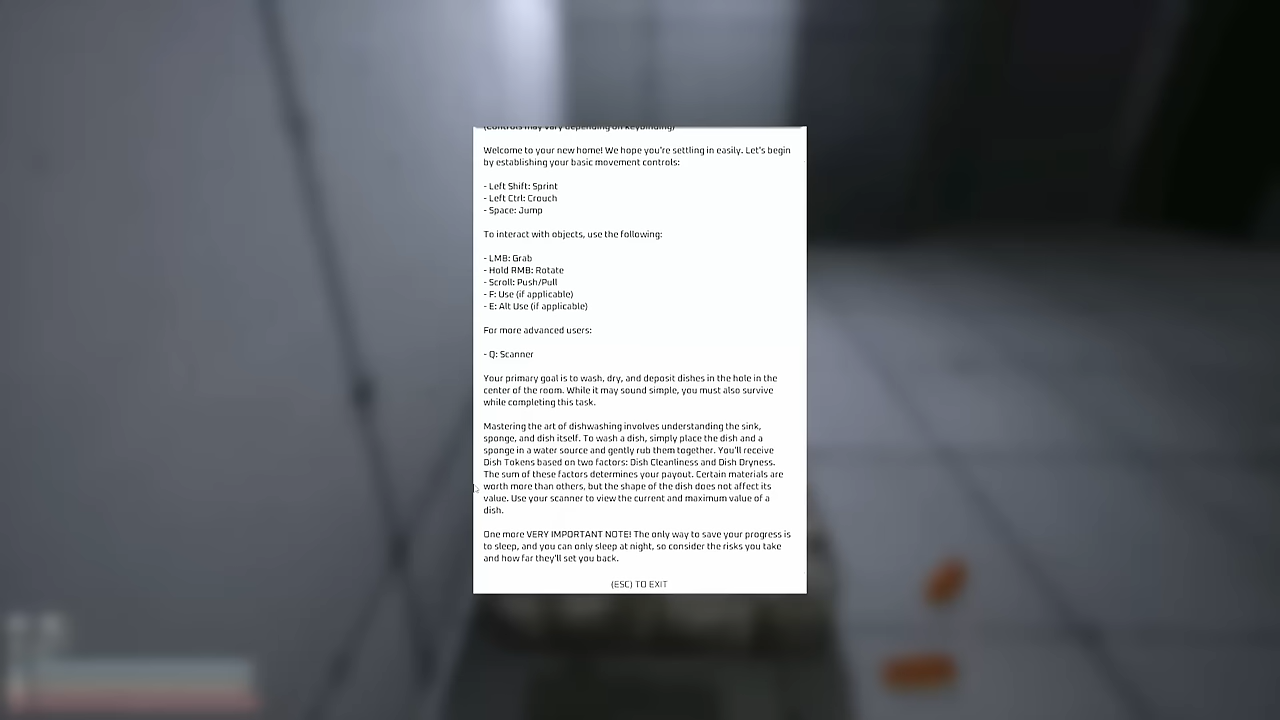 (Controls may vary depending on keybinding)
Welcome to your new home! We hope you're settling in easily. Let's begin
by establishing your basic movement controls:
- Left Shift: Sprint
- Left Ctrl: Crouch
- Space: Jump
To interact with objects, use the following:
- LMB: Grab
- Hold RMB: Rotate
- Scroll: Push/Pull
- F: Use (if applicable)
- E: Alt Use (if applicable)
For more advanced users:
- Q: Scanner
Your primary goal is to wash, dry, and deposit dishes in the hole in the
center of the room. While it may sound simple, you must also survive
while completing this task.
Mastering the art of dishwashing involves understanding the sink,
sponge, and dish itself. To wash a dish, simply place the dish and a
sponge in a water source and gently rub them together. You'll receive
Dish Tokens based on two factors: Dish Cleanliness and Dish Dryness.
The sum of these factors determines your payout. Certain materials are
worth more than others, but the shape of the dish does not affect its
value. Use your scanner to view the current and maximum value of a
dish.
One more VERY IMPORTANT NOTE! The only way to save your progress is
to sleep, and you can only sleep at night, so consider the risks you take
and how far they'll set you back.
(ESC) TO EXIT